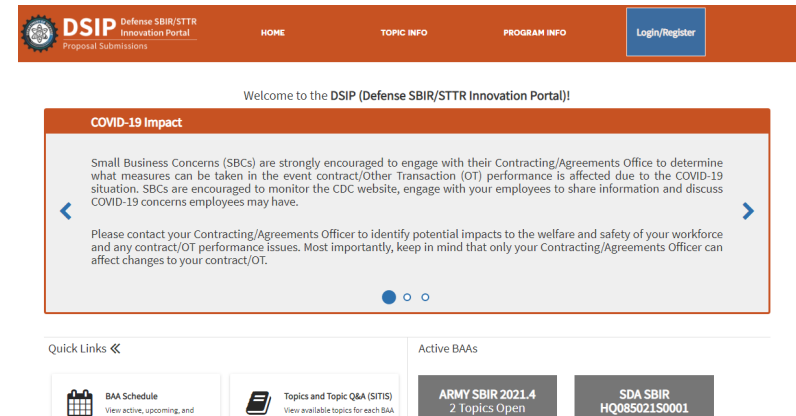 DSIP Defense SBIR/STTR
Innovation Portal
Proposal Submissions
HOME
TOPIC INFO
PROGRAM INFO
Login/Register
Welcome to the DSIP (Defense SBIR/STTR Innovation Portal)!
COVID-19 Impact
Small Business Concerns (SBCs) are strongly encouraged to engage with their Contracting/Agreements Office to determine
what measures can be taken in the event contract/Other Transaction (OT) performance is affected due to the COVID-19
situation. SBCs are encouraged to monitor the CDC website, engage with your employees to share information and discuss
COVID-19 concerns employees may have.
Please contact your Contracting/Agreements Officer to identify potential impacts to the welfare and safety of your workforce
and any contract/OT performance issues. Most importantly, keep in mind that only your Contracting/Agreements Officer can
affect changes to your contract/OT.
Quick Links
Active BAAs
BAA Schedule
View active, upcoming, and
Topics and Topic Q&A (SITIS)
View available topics for each BAA
ARMY SBIR 2021.4
2 Topics Open
SDA SBIR
HQ085021S0001